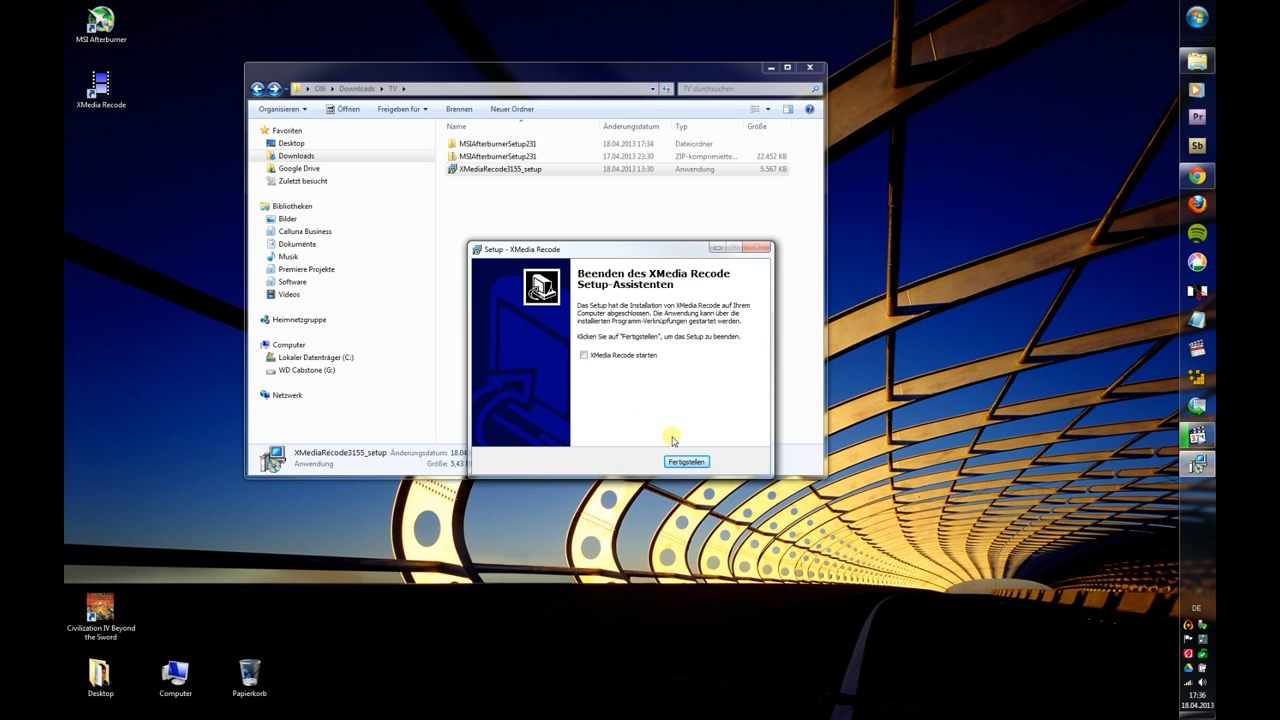 MSI Afterburner
XMedia Recode
Olli Downloads TV
TV durchsuchen
Organisieren Öffnen Freigeben für Brennen Neuer Ordner
Name Änderungsdatum Typ Größe
Favoriten
Desktop
Downloads
Google Drive
Zuletzt besucht
Bibliotheken
Bilder
Calluna Business
Dokumente
Musik
Premiere Projekte
Software
Videos
Heimnetzgruppe
Computer
Lokaler Datenträger (C:)
WD Cabstone (G:)
Netzwerk
MSIAfterburnerSetup231 18.04.2013 17:34 Dateiordner
MSIAfterburnerSetup231 17.04.2013 23:30 ZIP-komprimierte... 22.452 KB
XMediaRecode3155_setup 18.04.2013 13:30 Anwendung 5.567 KB
Setup - XMedia Recode
Beenden des XMedia Recode
Setup-Assistenten
Das Setup hat die Installation von XMedia Recode auf Ihrem
Computer abgeschlossen. Die Anwendung kann über die
installierten Programm-Verknüpfungen gestartet werden.
Klicken Sie auf "Fertigstellen", um das Setup zu beenden.
XMedia Recode starten
Fertigstellen
XMediaRecode3155_setup Änderungsdatum: 18.04
Anwendung Größe: 5,43
Civilization IV Beyond
the Sword
Desktop
Computer
Papierkorb
Pr
Sb
DE
17:36
18.04.2013